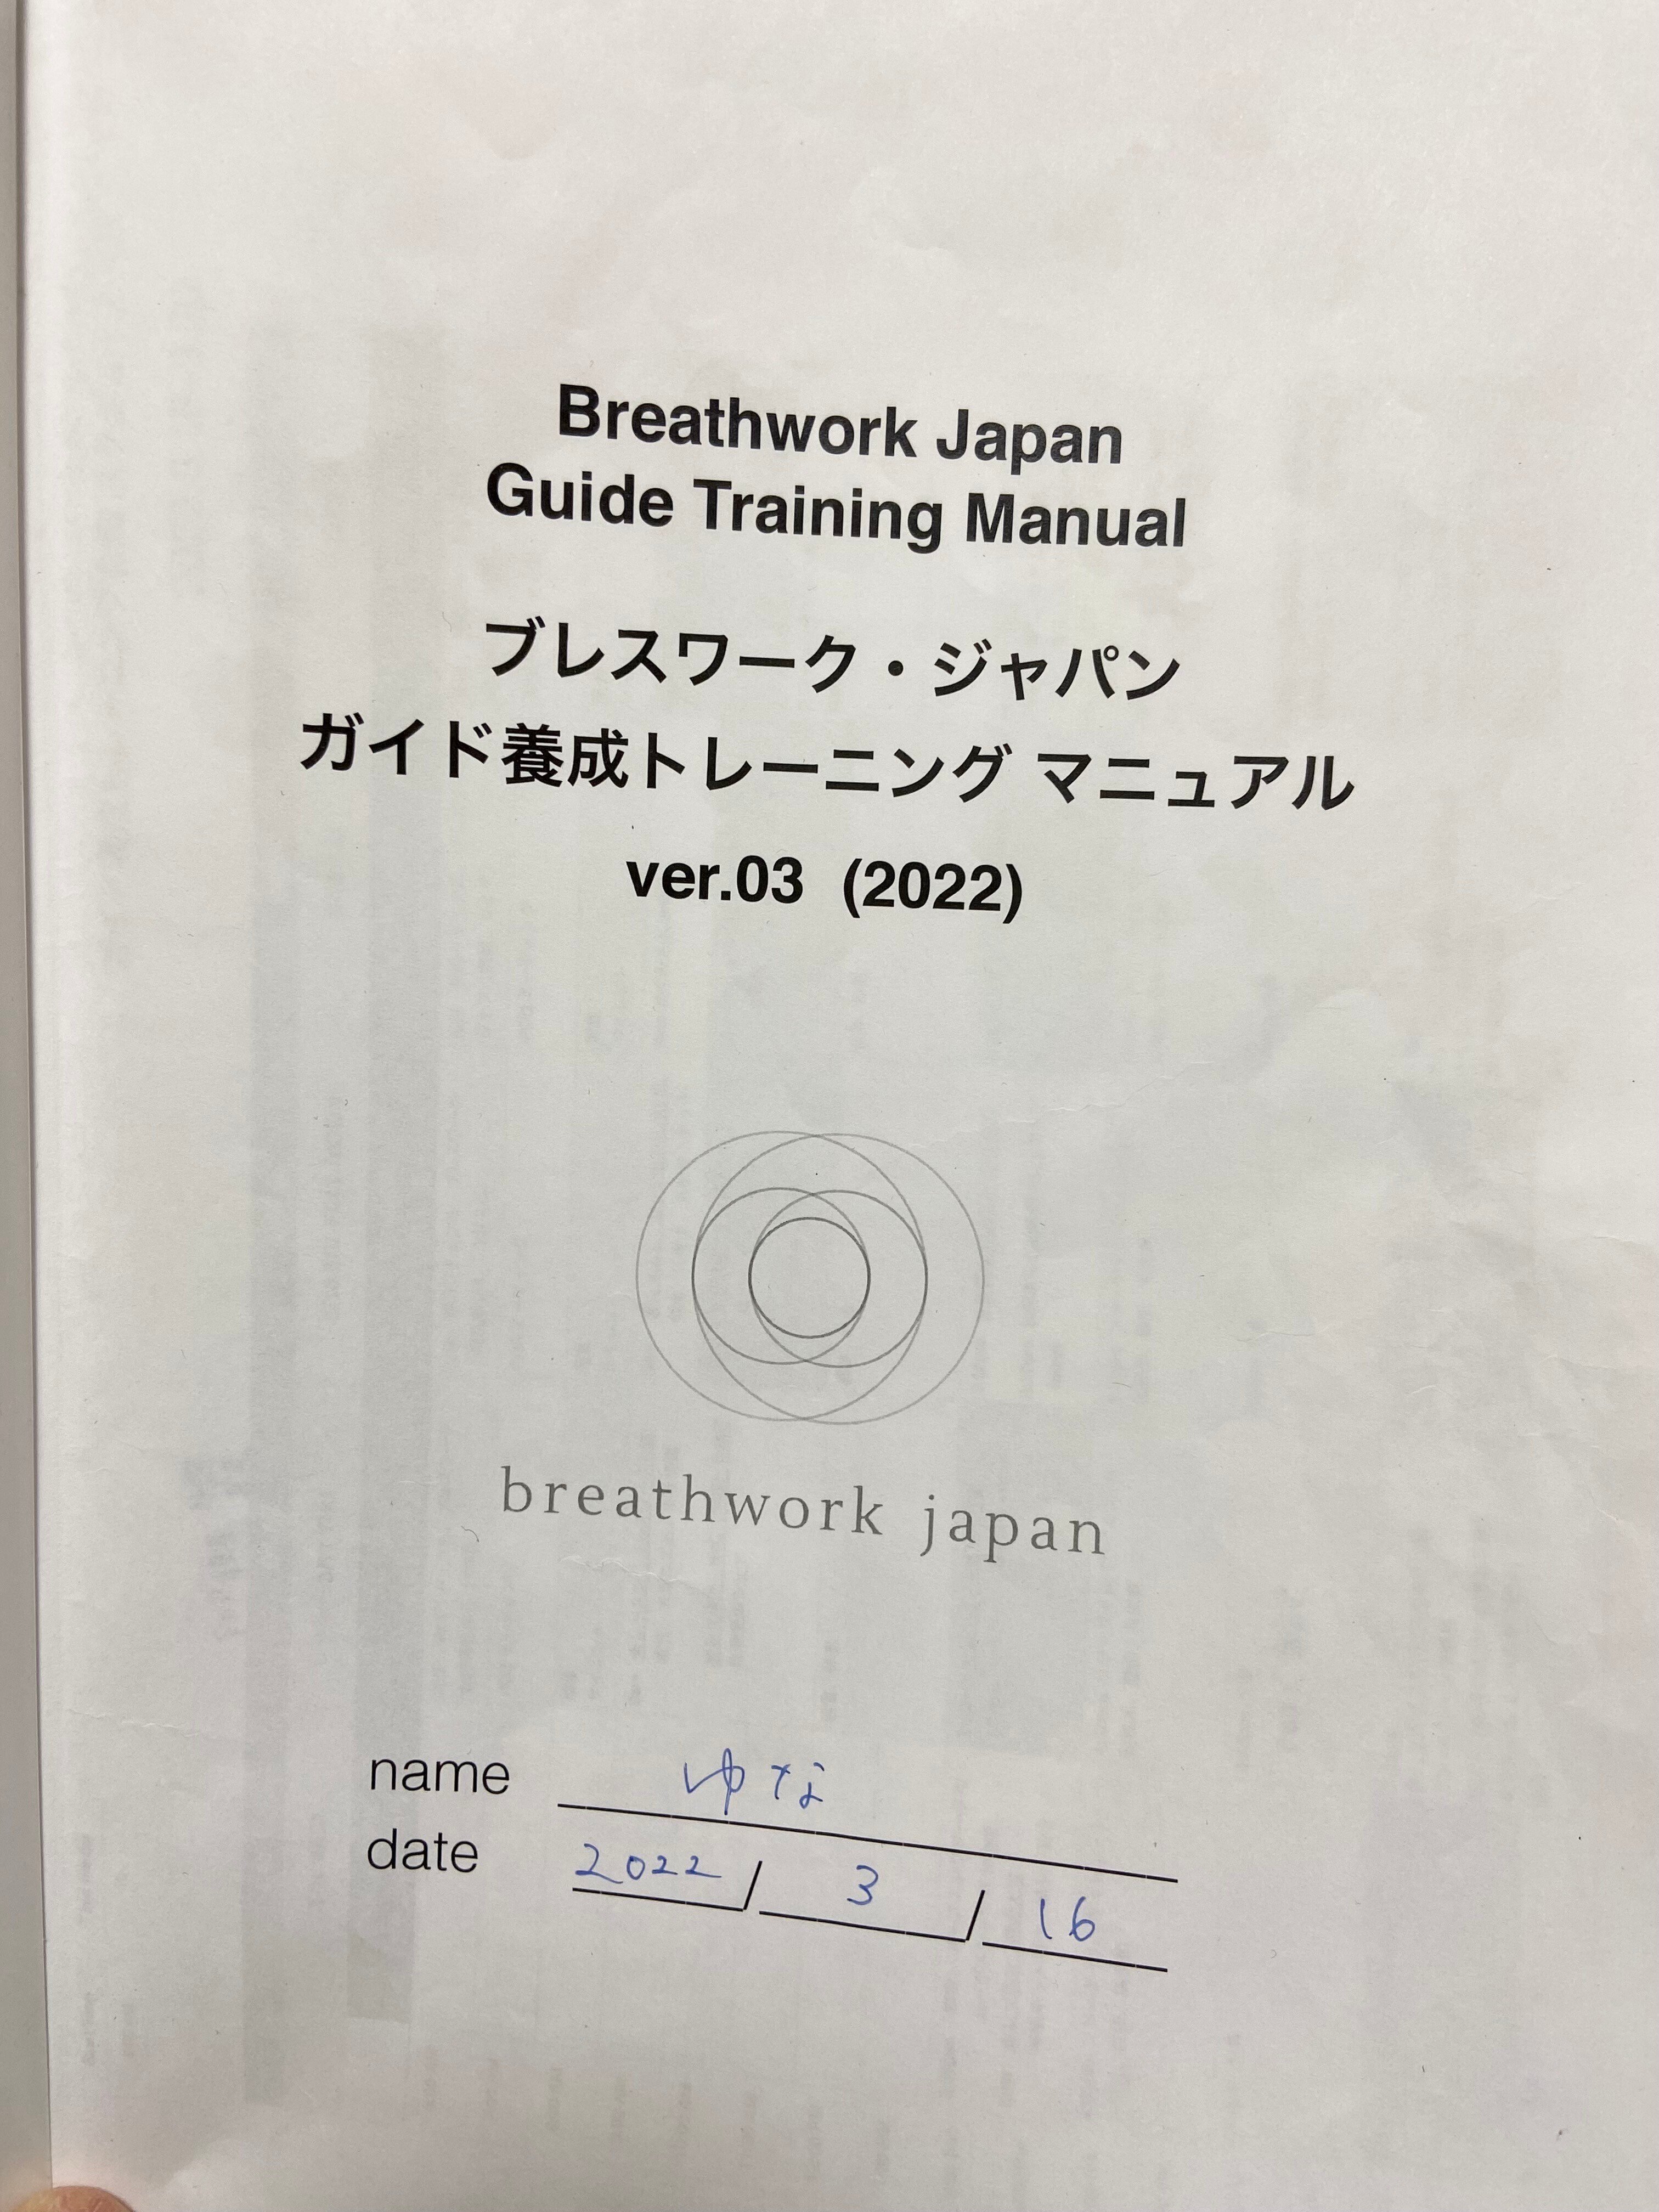 Breathwork Japan
Guide Training Manual
ブレスワーク・ジャパン
ガイド養成トレーニング マニュアル
ver.03 (2022)
breathwork japan
name ゆな
date 2022 / 3 / 16